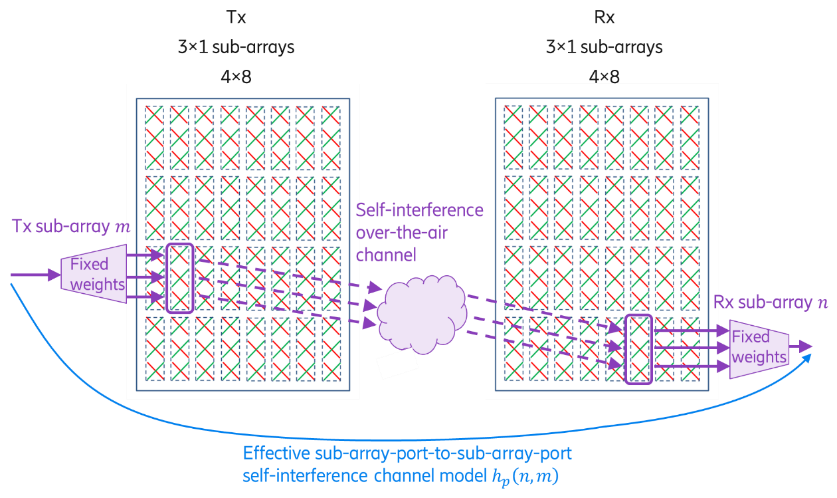 Tx
3×1 sub-arrays
4×8
Rx
3×1 sub-arrays
4×8
Tx sub-array m
Fixed
weights
Self-interference
over-the-air
channel
Rx sub-array n
Fixed
weights
Effective sub-array-port-to-sub-array-port
self-interference channel model hₚ(n, m)